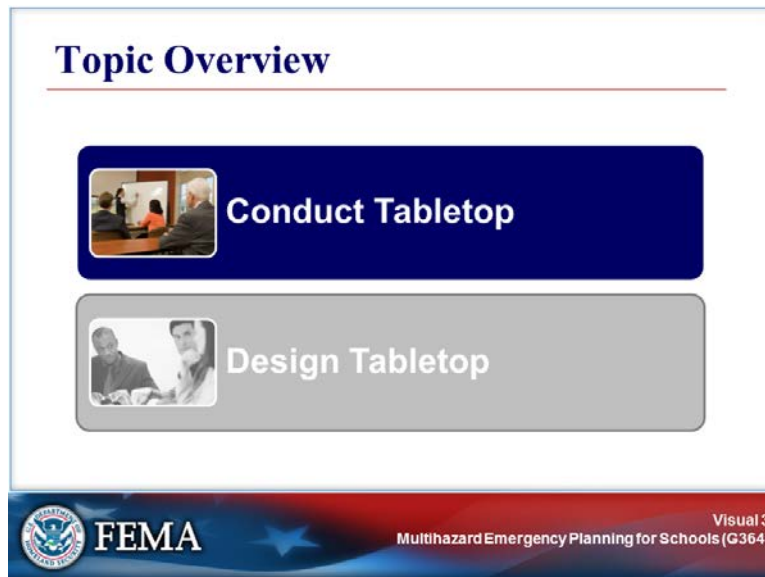 Topic Overview
Conduct Tabletop
Design Tabletop
FEMA
Visual 3
Multihazard Emergency Planning for Schools (G364